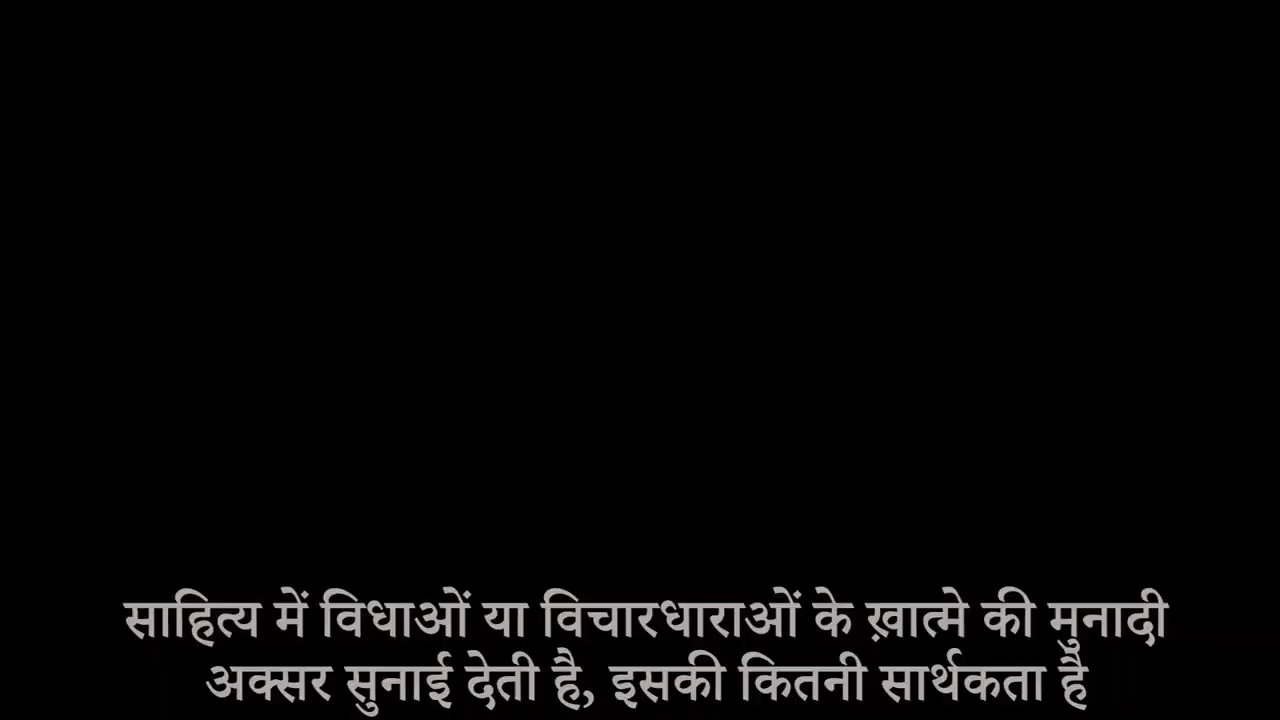 साहित्य में विधाओं या विचारधाराओं के ख़ात्मे की मुनादी
अक्सर सुनाई देती है, इसकी कितनी सार्थकता है